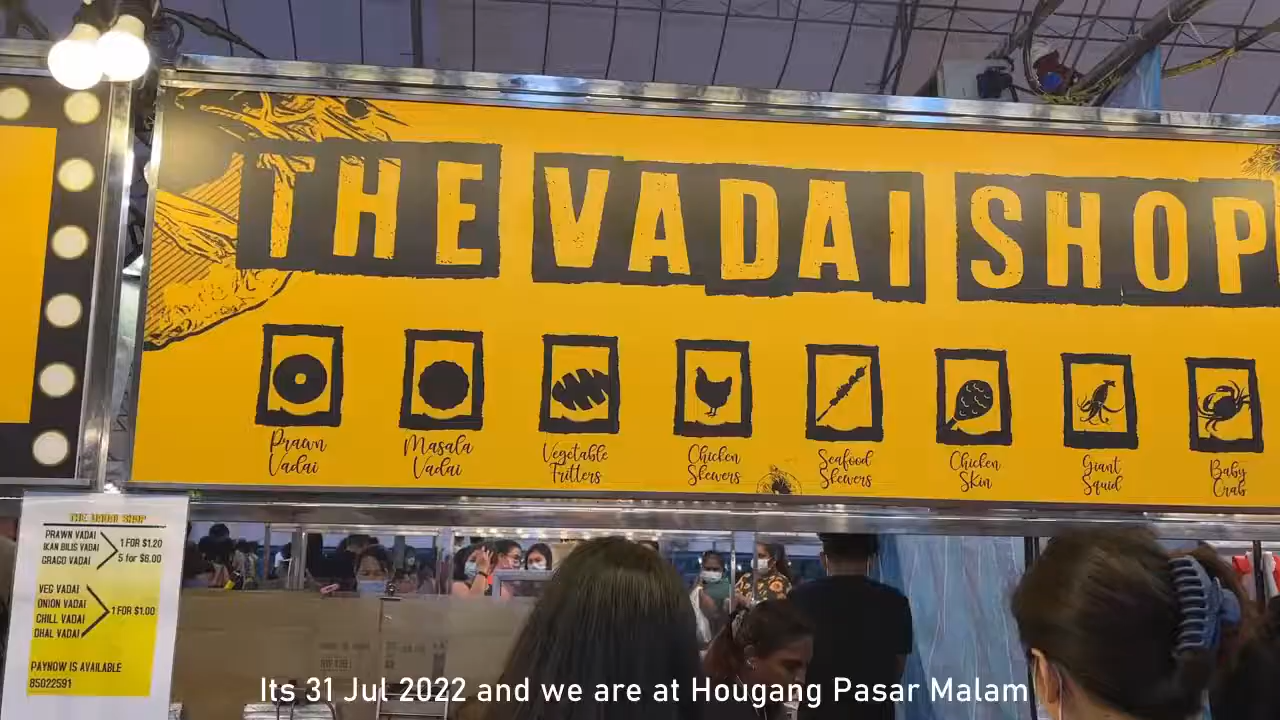 THE VADAI SHOP
Prawn Vadai
Masala Vadai
Vegetable Fritters
Chicken Skewers
Seafood Skewers
Chicken Skin
Giant Squid
Baby Crab
THE VADAI SHOP
PRAWN VADAI
IKAN BILIS VADAI
GRAGO VADAI
1 FOR $1.20
5 for $6.00
VEG VADAI
ONION VADAI
CHILL VADAI
DHAL VADAI
1 FOR $1.00
PAYNOW IS AVAILABLE
85022591
Its 31 Jul 2022 and we are at Hougang Pasar Malam